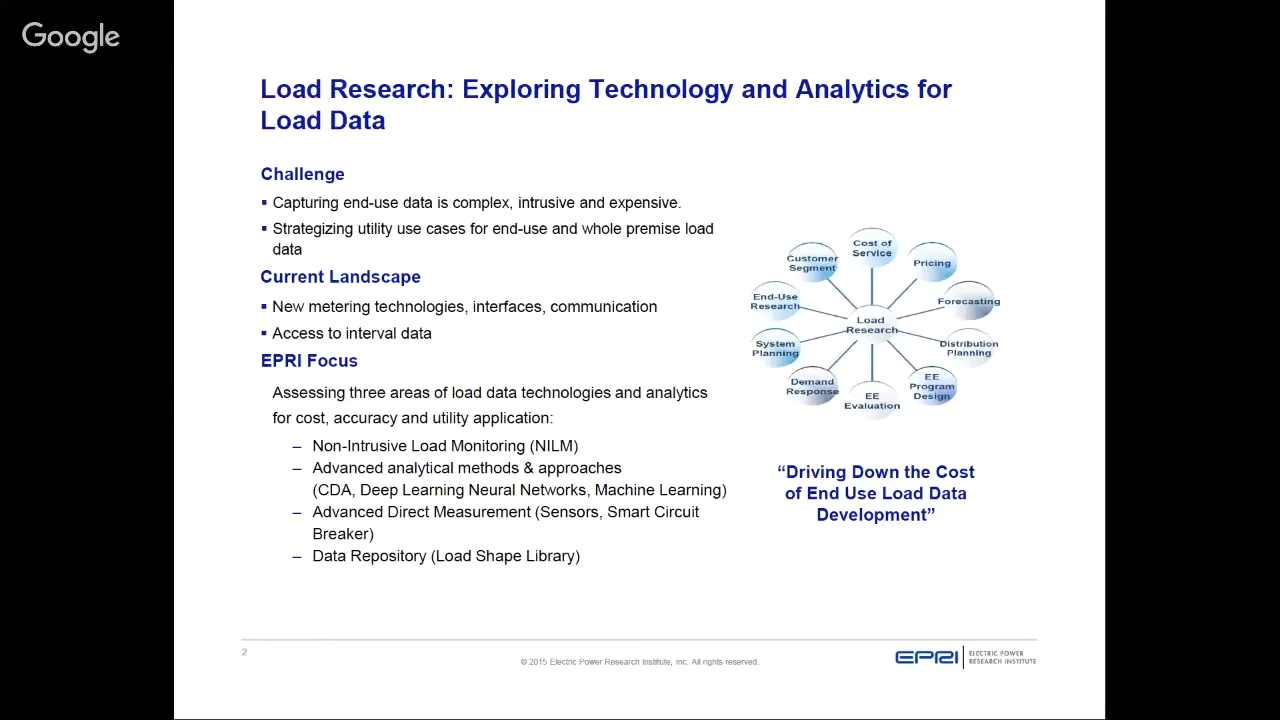 Google
Load Research: Exploring Technology and Analytics for
Load Data
Challenge
▪ Capturing end-use data is complex, intrusive and expensive.
▪ Strategizing utility use cases for end-use and whole premise load
data
Current Landscape
▪ New metering technologies, interfaces, communication
▪ Access to interval data
EPRI Focus
Assessing three areas of load data technologies and analytics
for cost, accuracy and utility application:
– Non-Intrusive Load Monitoring (NILM)
– Advanced analytical methods & approaches
(CDA, Deep Learning Neural Networks, Machine Learning)
– Advanced Direct Measurement (Sensors, Smart Circuit
Breaker)
– Data Repository (Load Shape Library)
Cost of
Service
Pricing
Forecasting
Distribution
Planning
EE
Program
Design
EE
Evaluation
Demand
Response
System
Planning
End-Use
Research
Customer
Segment
Load
Research
“Driving Down the Cost
of End Use Load Data
Development”
2
© 2015 Electric Power Research Institute, Inc. All rights reserved.
EPRI
ELECTRIC POWER
RESEARCH INSTITUTE